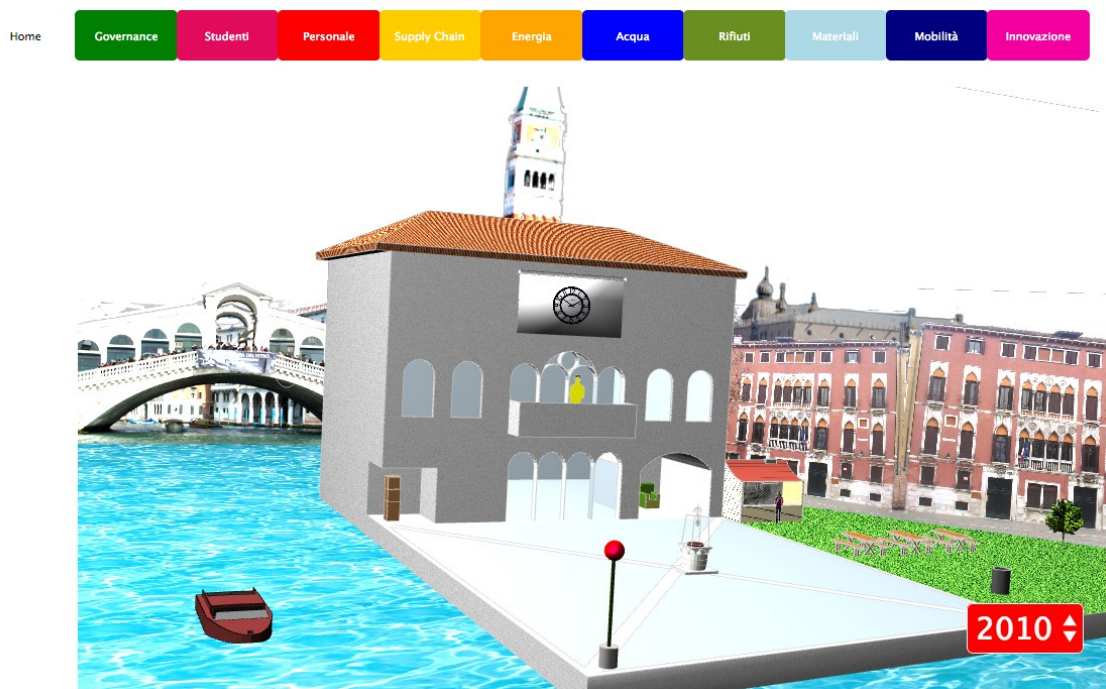 Home
Governance
Studenti
Personale
Supply Chain
Energia
Acqua
Rifiuti
Materiali
Mobilità
Innovazione
2010